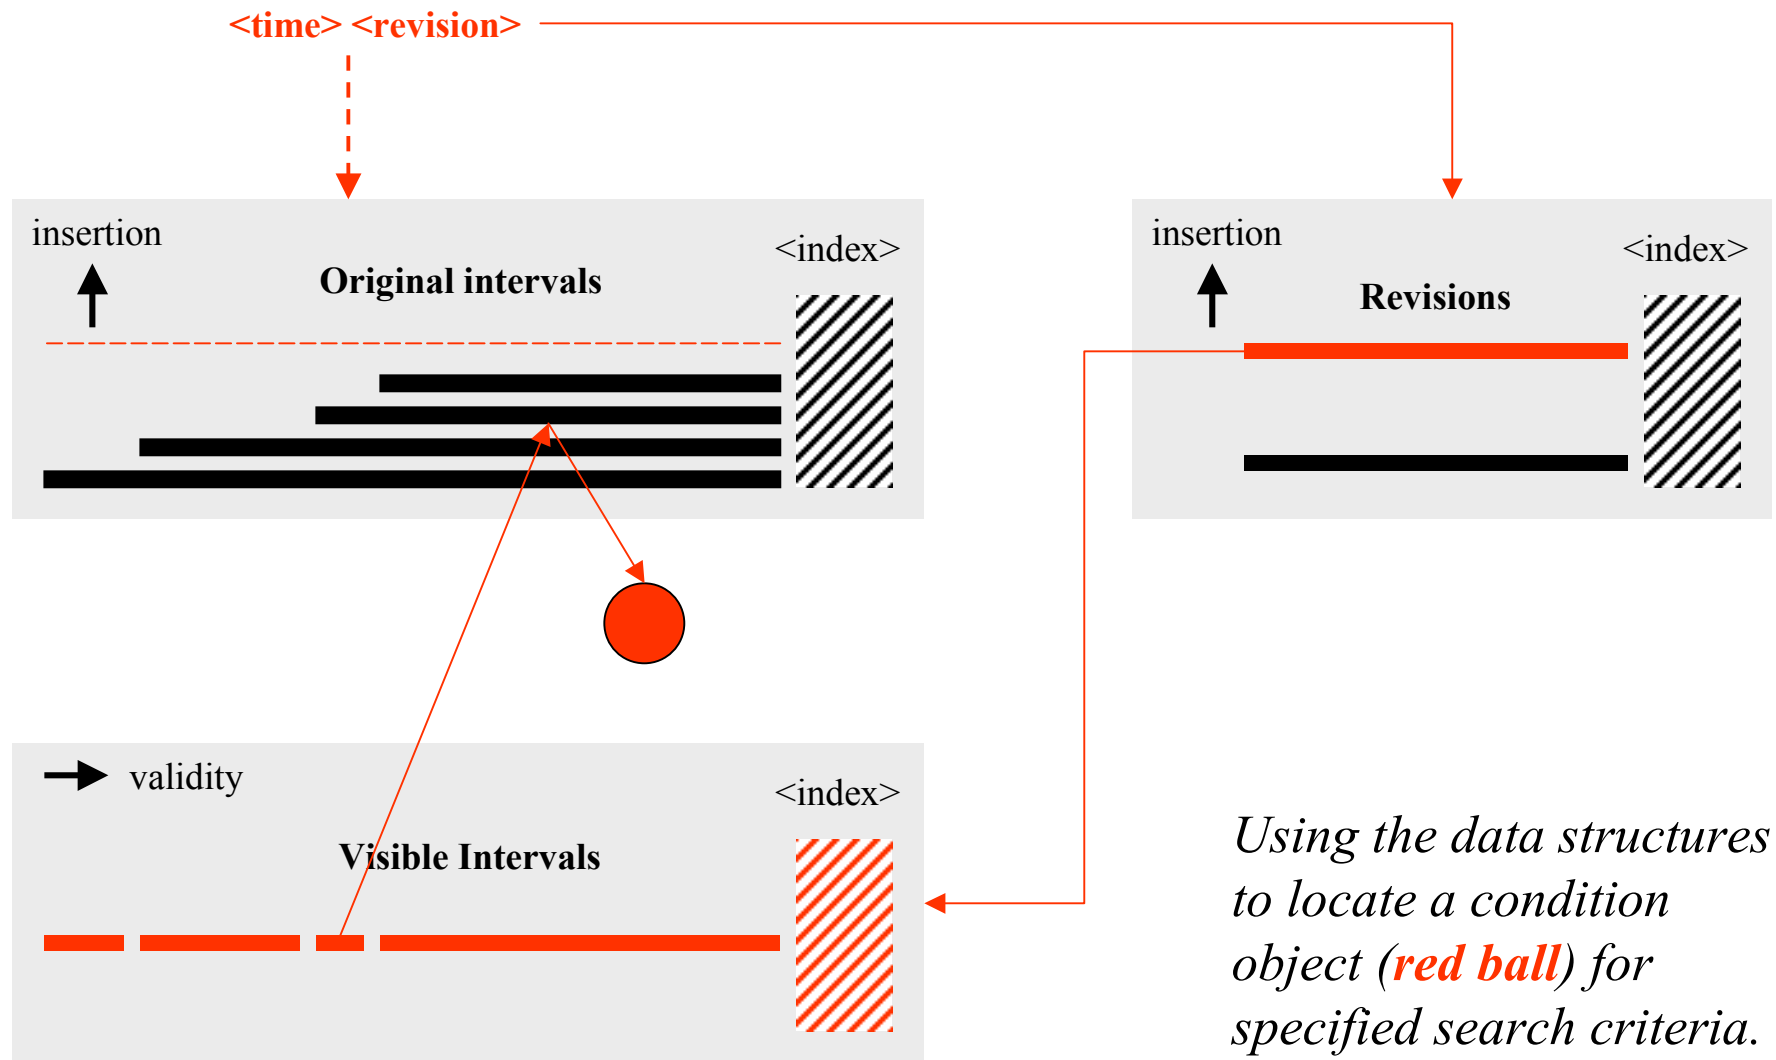 <time> <revision>
insertion
<index>
Original intervals
insertion
<index>
Revisions
validity
<index>
Visible Intervals
Using the data structures
to locate a condition
object (red ball) for
specified search criteria.